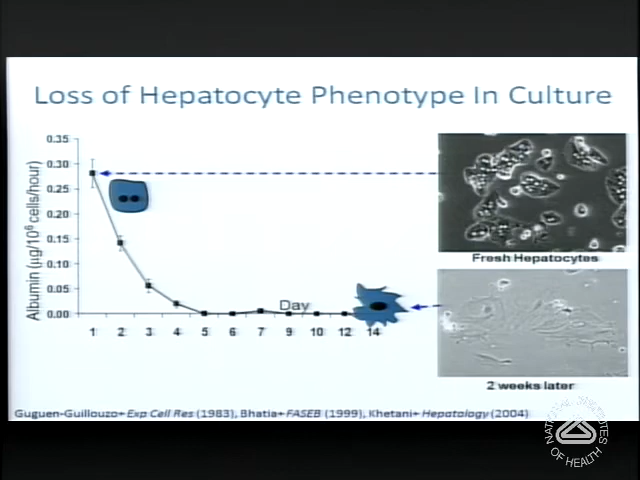 Loss of Hepatocyte Phenotype In Culture
Albumin (µg/10⁶ cells/hour)
0.35
0.30
0.25
0.20
0.15
0.10
0.05
0.00
1 2 3 4 5 6 7 9 10 12 14
Day
Fresh Hepatocytes
2 weeks later
Guguen-Guillouzo+ Exp Cell Res (1983), Bhatia+ FASEB (1999), Khetani+ Hepatology (2004)
NATIONAL INSTITUTES OF HEALTH